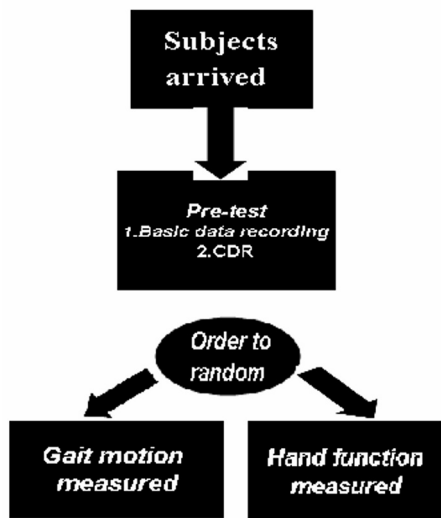 Subjects
arrived
Pre-test
1.Basic data recording
2.CDR
Order to
random
Gait motion
measured
Hand function
measured